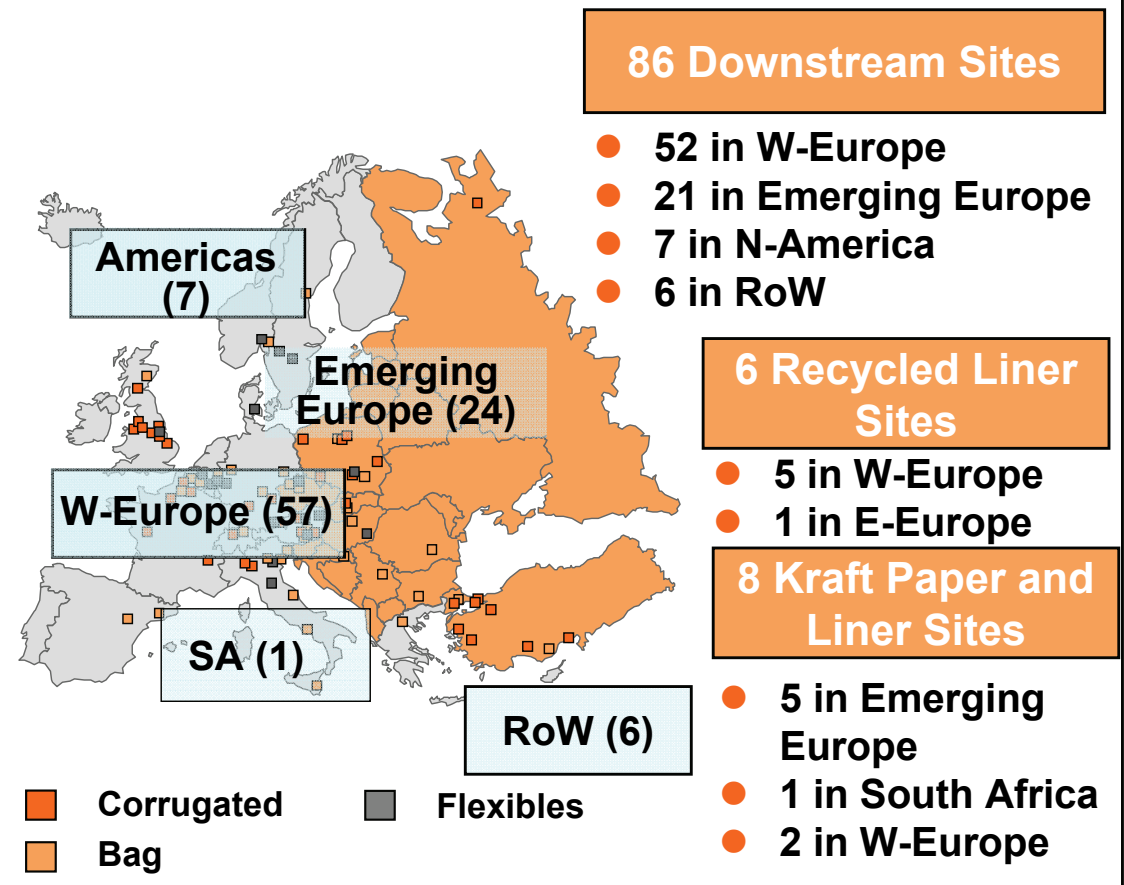 86 Downstream Sites
52 in W-Europe
21 in Emerging Europe
7 in N-America
6 in RoW
Americas
(7)
Emerging
Europe (24)
6 Recycled Liner
Sites
5 in W-Europe
1 in E-Europe
W-Europe (57)
8 Kraft Paper and
Liner Sites
SA (1)
RoW (6)
5 in Emerging
Europe
1 in South Africa
2 in W-Europe
Corrugated
Flexibles
Bag